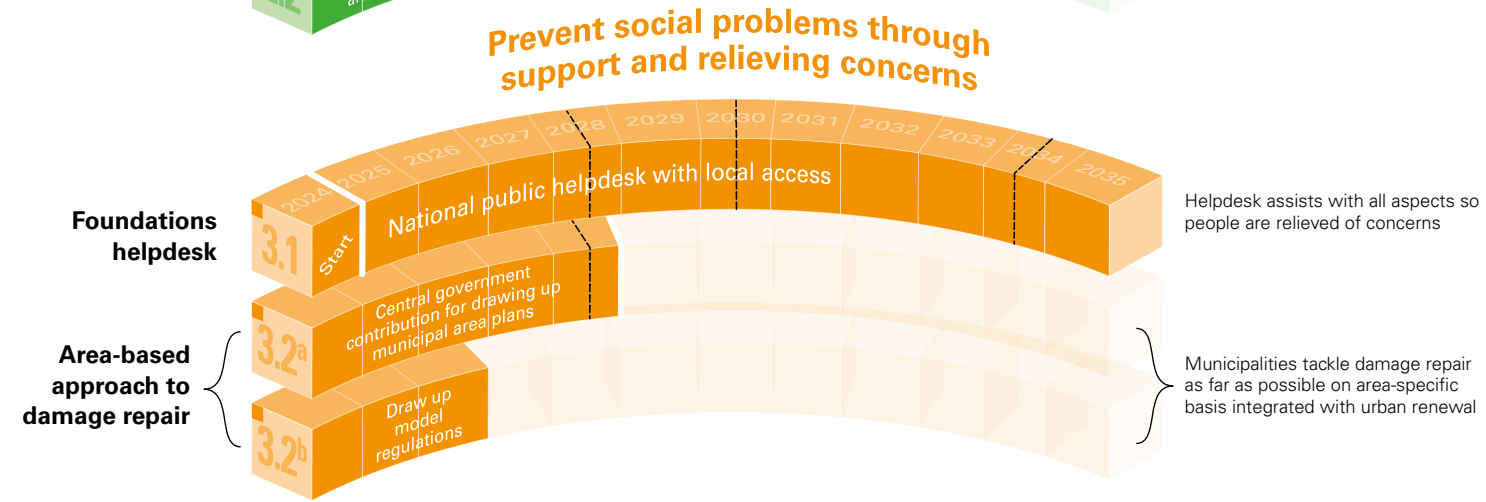 Prevent social problems through
support and relieving concerns
2024 2025 2026 2027 2028 2029 2030 2031 2032 2033 2034 2035
Foundations
helpdesk
3.1
Start
National public helpdesk with local access
Helpdesk assists with all aspects so
people are relieved of concerns
Area-based
approach to
damage repair
3.2a
Central government
contribution for drawing up
municipal area plans
3.2b
Draw up
model
regulations
Municipalities tackle damage repair
as far as possible on area-specific
basis integrated with urban renewal